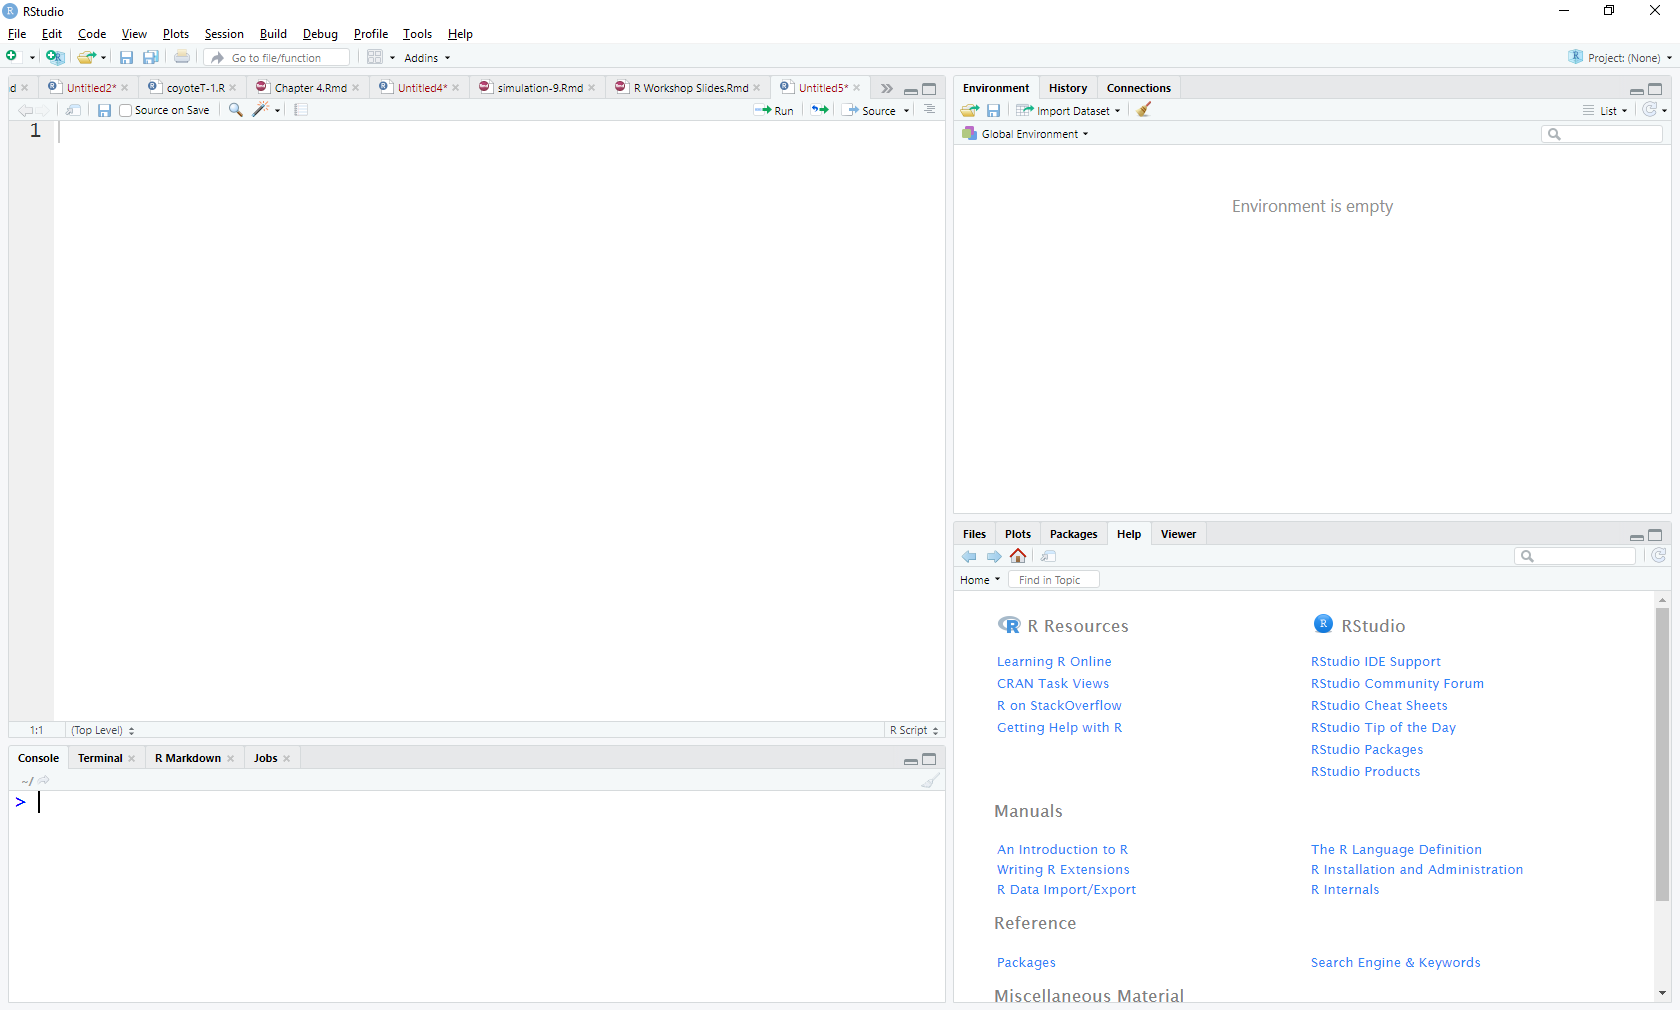 RStudio
File Edit Code View Plots Session Build Debug Profile Tools Help
Go to file/function Addins Project: (None)
d Untitled2* coyoteT-1.R Chapter 4.Rmd Untitled4* simulation-9.Rmd R Workshop Slides.Rmd Untitled5*
Source on Save Run Source
1
1:1 (Top Level) R Script
Console Terminal R Markdown Jobs
~/
>
Environment History Connections
Import Dataset List
Global Environment
Environment is empty
Files Plots Packages Help Viewer
Home Find in Topic
R Resources
Learning R Online
CRAN Task Views
R on StackOverflow
Getting Help with R
RStudio
RStudio IDE Support
RStudio Community Forum
RStudio Cheat Sheets
RStudio Tip of the Day
RStudio Packages
RStudio Products
Manuals
An Introduction to R The R Language Definition
Writing R Extensions R Installation and Administration
R Data Import/Export R Internals
Reference
Packages Search Engine & Keywords
Miscellaneous Material